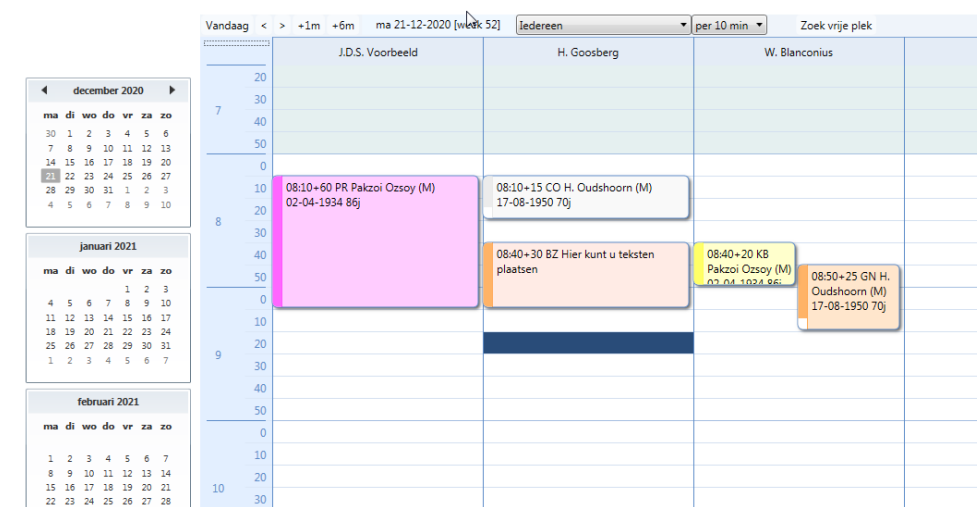 Vandaag < > +1m +6m ma 21-12-2020 [week 52] Iedereen per 10 min Zoek vrije plek
J.D.S. Voorbeeld H. Goosberg W. Blanconius
december 2020
ma di wo do vr za zo
30 1 2 3 4 5 6
7 8 9 10 11 12 13
14 15 16 17 18 19 20
21 22 23 24 25 26 27
28 29 30 31 1 2 3
4 5 6 7 8 9 10
januari 2021
ma di wo do vr za zo
1 2 3
4 5 6 7 8 9 10
11 12 13 14 15 16 17
18 19 20 21 22 23 24
25 26 27 28 29 30 31
1 2 3 4 5 6 7
februari 2021
ma di wo do vr za zo
1 2 3 4 5 6 7
8 9 10 11 12 13 14
15 16 17 18 19 20 21
22 23 24 25 26 27 28
7
20
30
40
50
8
0
10
20
30
40
50
9
0
10
20
30
40
50
10
0
10
20
30
08:10+60 PR Pakzoi Ozsoy (M)
02-04-1934 86j
08:10+15 CO H. Oudshoorn (M)
17-08-1950 70j
08:40+30 BZ Hier kunt u teksten
plaatsen
08:40+20 KB
Pakzoi Ozsoy (M)
02-04-1934 86j
08:50+25 GN H.
Oudshoorn (M)
17-08-1950 70j